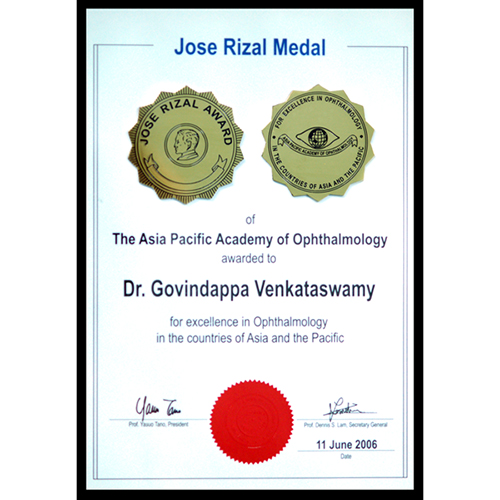 Jose Rizal Medal
JOSE RIZAL AWARD
FOR EXCELLENCE IN OPHTHALMOLOGY
ASIA PACIFIC ACADEMY OF OPHTHALMOLOGY
IN THE COUNTRIES OF ASIA AND THE PACIFIC
of
The Asia Pacific Academy of Ophthalmology
awarded to
Dr. Govindappa Venkataswamy
for excellence in Ophthalmology
in the countries of Asia and the Pacific
Yasuo Tano
Prof. Yasuo Tano, President
Prof. Dennis S. Lam, Secretary General
11 June 2006
Date